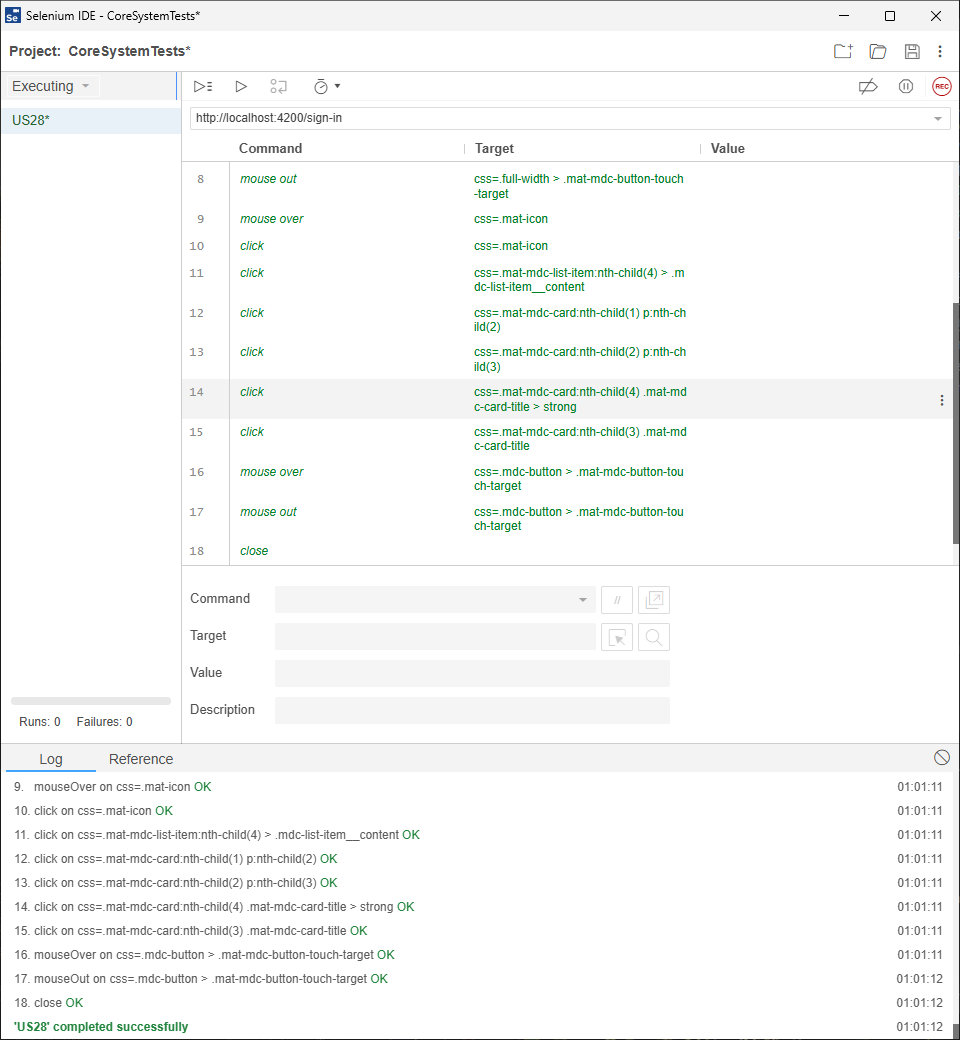 Selenium IDE - CoreSystemTests*
Project: CoreSystemTests*
Executing
REC
US28*
http://localhost:4200/sign-in
Command Target Value
8 mouse out css=.full-width > .mat-mdc-button-touch
-target
9 mouse over css=.mat-icon
10 click css=.mat-icon
11 click css=.mat-mdc-list-item:nth-child(4) > .m
dc-list-item__content
12 click css=.mat-mdc-card:nth-child(1) p:nth-ch
ild(2)
13 click css=.mat-mdc-card:nth-child(2) p:nth-ch
ild(3)
14 click css=.mat-mdc-card:nth-child(4) .mat-md
c-card-title > strong
15 click css=.mat-mdc-card:nth-child(3) .mat-md
c-card-title
16 mouse over css=.mdc-button > .mat-mdc-button-tou
ch-target
17 mouse out css=.mdc-button > .mat-mdc-button-tou
ch-target
18 close
Command //
Target
Value
Description
Runs: 0 Failures: 0
Log Reference
9. mouseOver on css=.mat-icon OK 01:01:11
10. click on css=.mat-icon OK 01:01:11
11. click on css=.mat-mdc-list-item:nth-child(4) > .mdc-list-item__content OK 01:01:11
12. click on css=.mat-mdc-card:nth-child(1) p:nth-child(2) OK 01:01:11
13. click on css=.mat-mdc-card:nth-child(2) p:nth-child(3) OK 01:01:11
14. click on css=.mat-mdc-card:nth-child(4) .mat-mdc-card-title > strong OK 01:01:11
15. click on css=.mat-mdc-card:nth-child(3) .mat-mdc-card-title OK 01:01:11
16. mouseOver on css=.mdc-button > .mat-mdc-button-touch-target OK 01:01:11
17. mouseOut on css=.mdc-button > .mat-mdc-button-touch-target OK 01:01:12
18. close OK 01:01:12
'US28' completed successfully 01:01:12